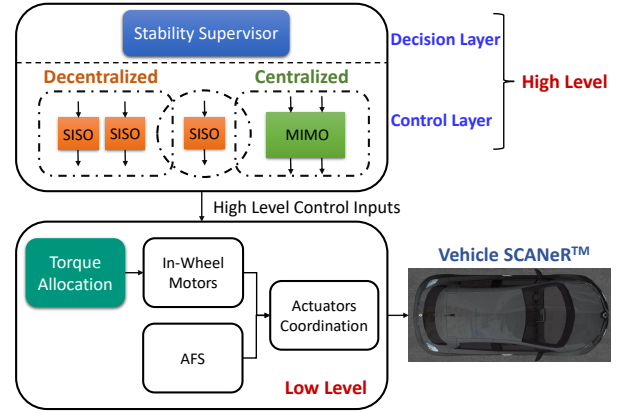 Stability Supervisor
Decision Layer
High Level
Decentralized
Centralized
SISO
SISO
SISO
MIMO
Control Layer
High Level Control Inputs
Torque
Allocation
In-Wheel
Motors
Actuators
Coordination
AFS
Low Level
Vehicle SCANeR™